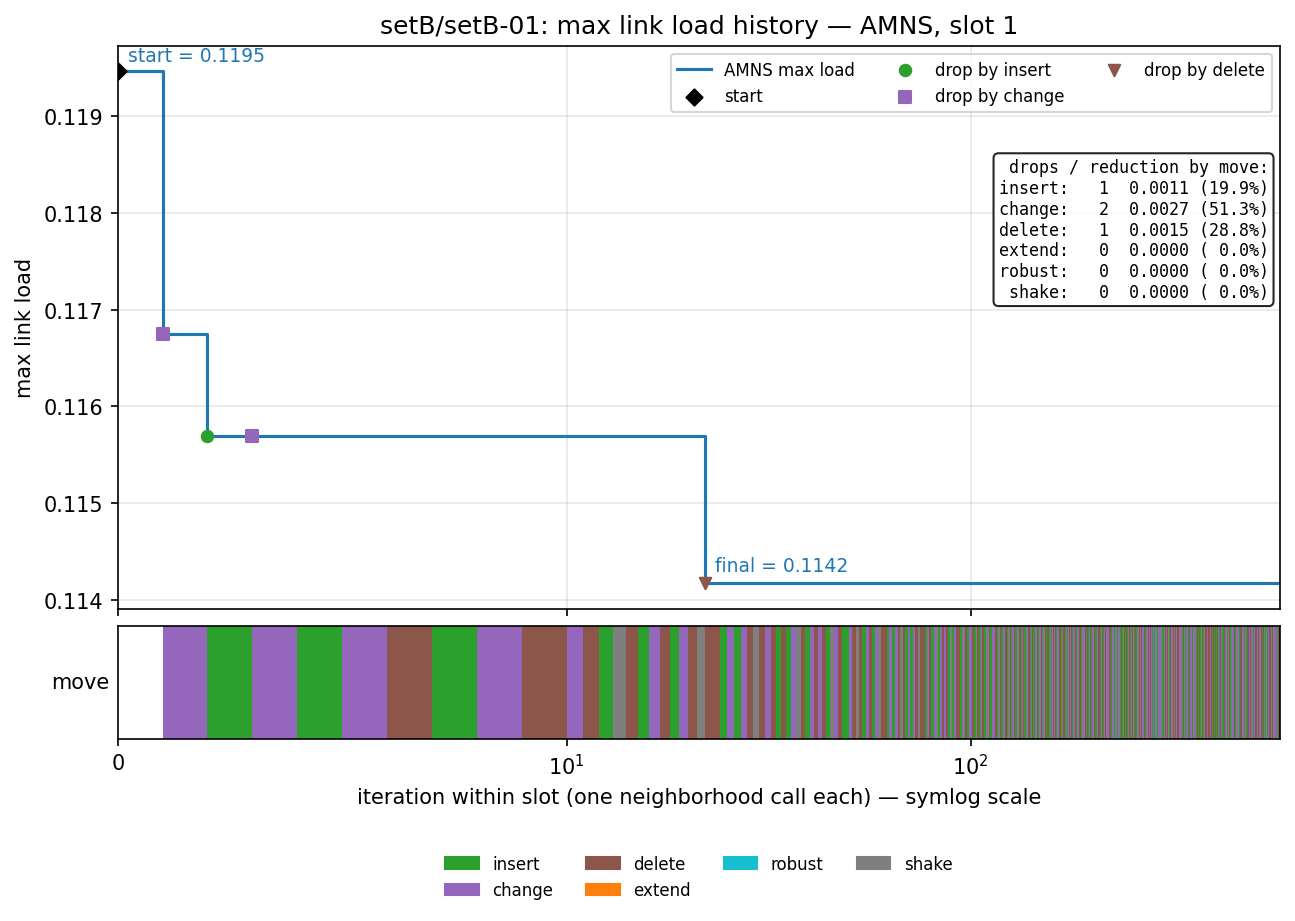 setB/setB-01: max link load history — AMNS, slot 1
start = 0.1195
AMNS max load
start
drop by insert
drop by change
drop by delete
drops / reduction by move:
insert: 1 0.0011 (19.9%)
change: 2 0.0027 (51.3%)
delete: 1 0.0015 (28.8%)
extend: 0 0.0000 ( 0.0%)
robust: 0 0.0000 ( 0.0%)
shake: 0 0.0000 ( 0.0%)
max link load
0.119
0.118
0.117
0.116
0.115
0.114
final = 0.1142
move
0
10¹
10²
iteration within slot (one neighborhood call each) — symlog scale
insert
change
delete
extend
robust
shake